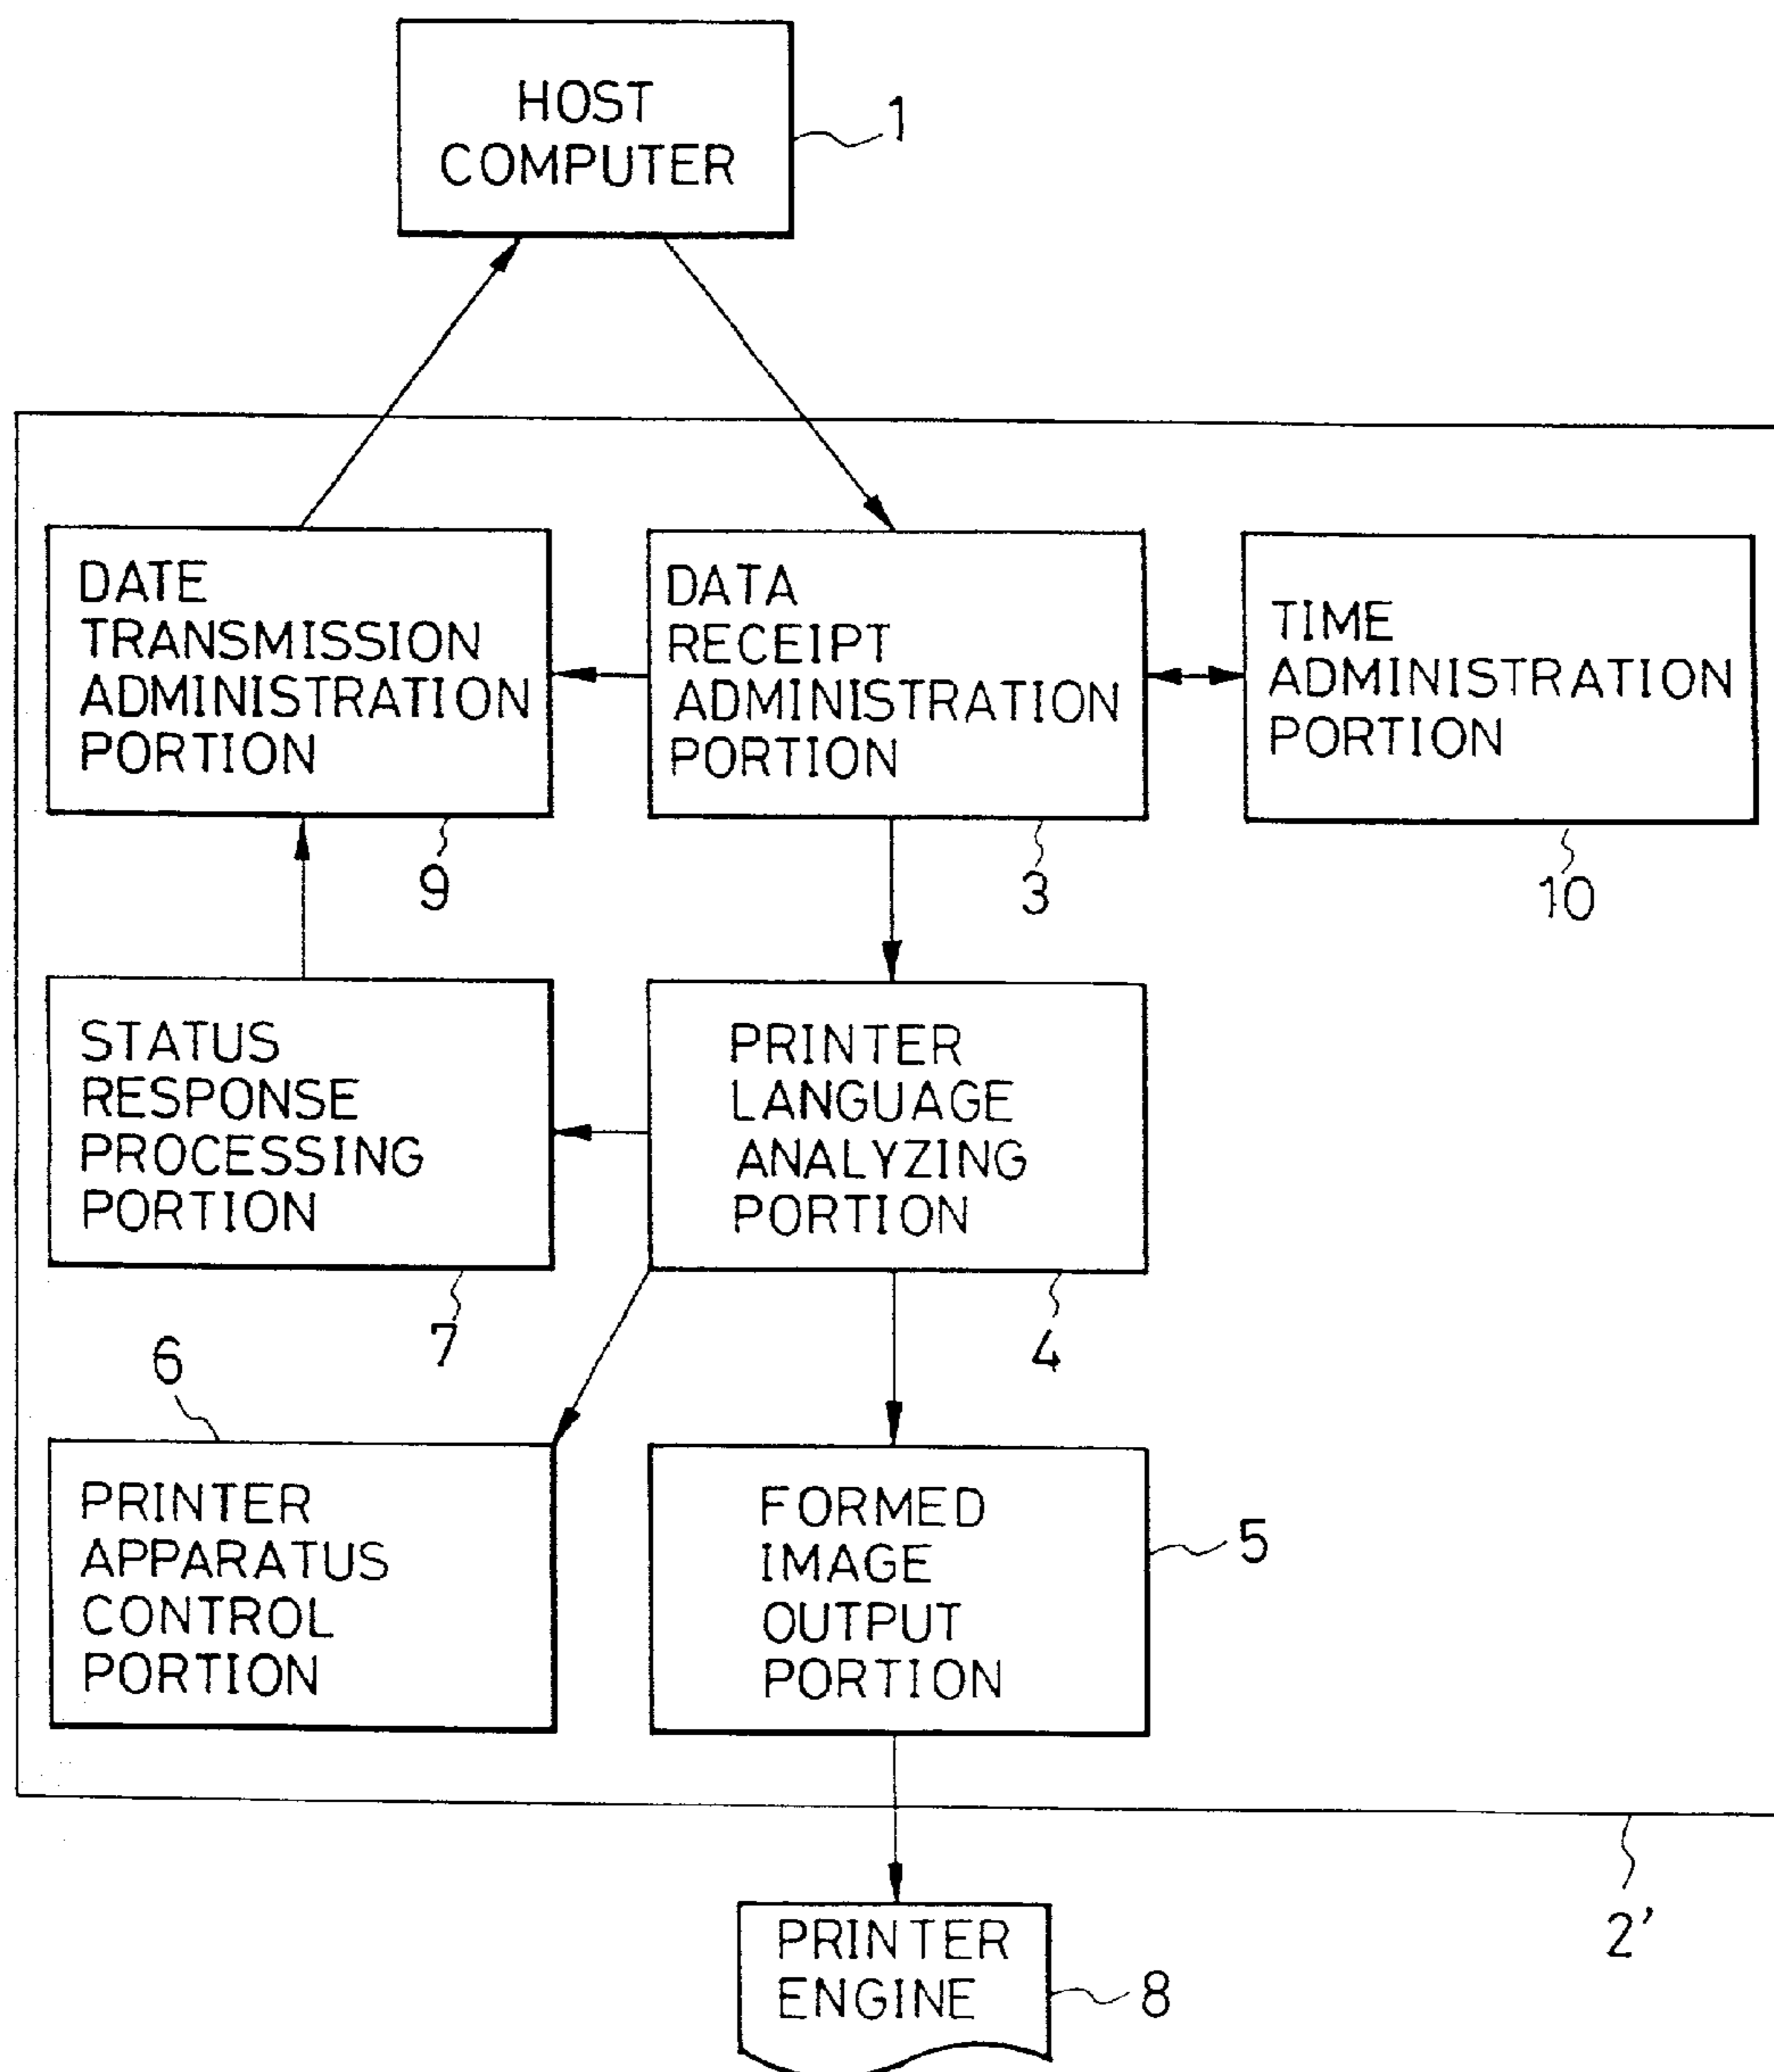 HOST
COMPUTER
1
DATE
TRANSMISSION
ADMINISTRATION
PORTION
9
DATA
RECEIPT
ADMINISTRATION
PORTION
3
TIME
ADMINISTRATION
PORTION
10
STATUS
RESPONSE
PROCESSING
PORTION
7
PRINTER
LANGUAGE
ANALYZING
PORTION
4
6
PRINTER
APPARATUS
CONTROL
PORTION
FORMED
IMAGE
OUTPUT
PORTION
5
2'
PRINTER
ENGINE
8